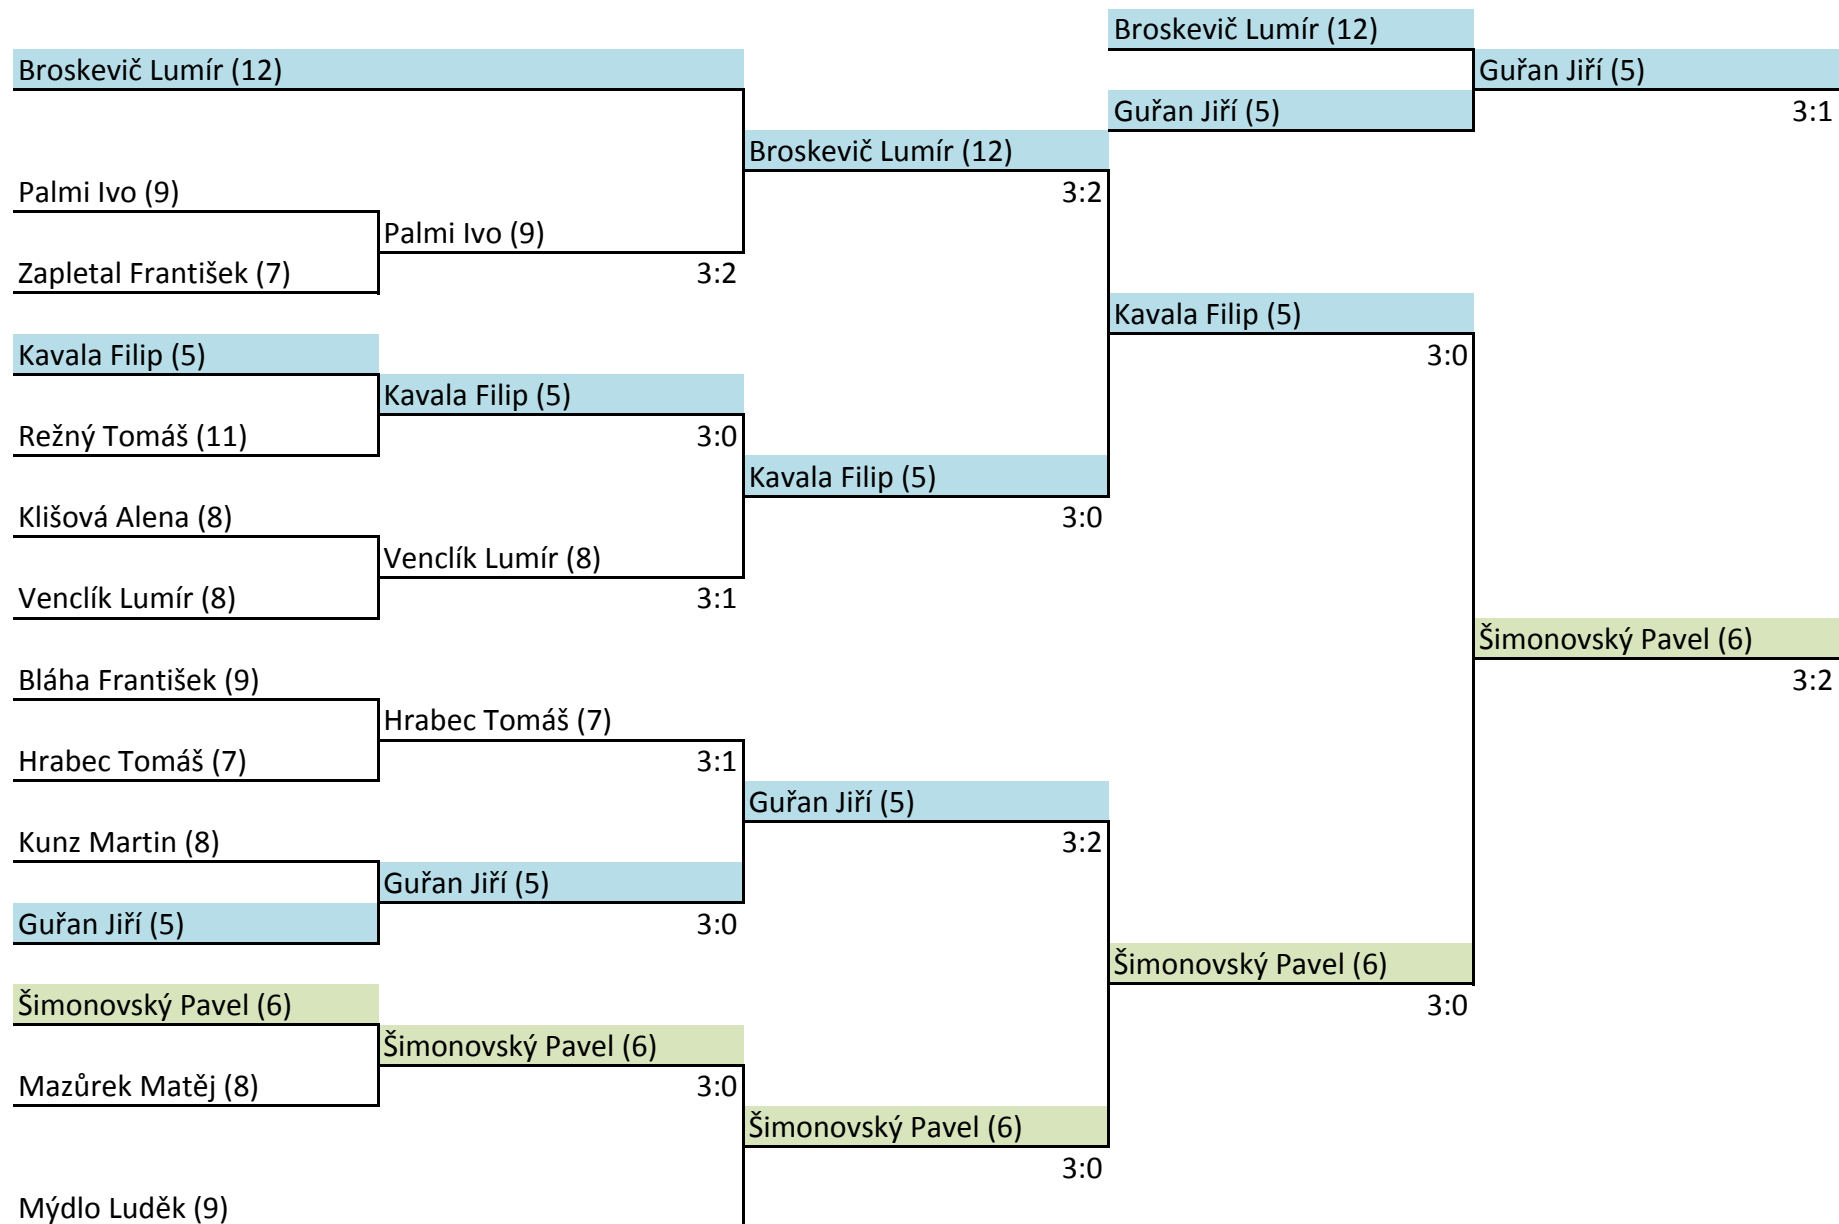 Broskevič Lumír (12)
Broskevič Lumír (12)
Guřan Jiří (5)
Guřan Jiří (5)
3:1
Broskevič Lumír (12)
Palmi Ivo (9)
3:2
Palmi Ivo (9)
Zapletal František (7)
3:2
Kavala Filip (5)
3:0
Kavala Filip (5)
Kavala Filip (5)
Režný Tomáš (11)
3:0
Kavala Filip (5)
Klišová Alena (8)
3:0
Venclík Lumír (8)
Venclík Lumír (8)
3:1
Šimonovský Pavel (6)
Bláha František (9)
3:2
Hrabec Tomáš (7)
Hrabec Tomáš (7)
3:1
Guřan Jiří (5)
Kunz Martin (8)
3:2
Guřan Jiří (5)
Guřan Jiří (5)
3:0
Šimonovský Pavel (6)
Šimonovský Pavel (6)
3:0
Šimonovský Pavel (6)
Mazůrek Matěj (8)
3:0
Šimonovský Pavel (6)
3:0
Mýdlo Luděk (9)